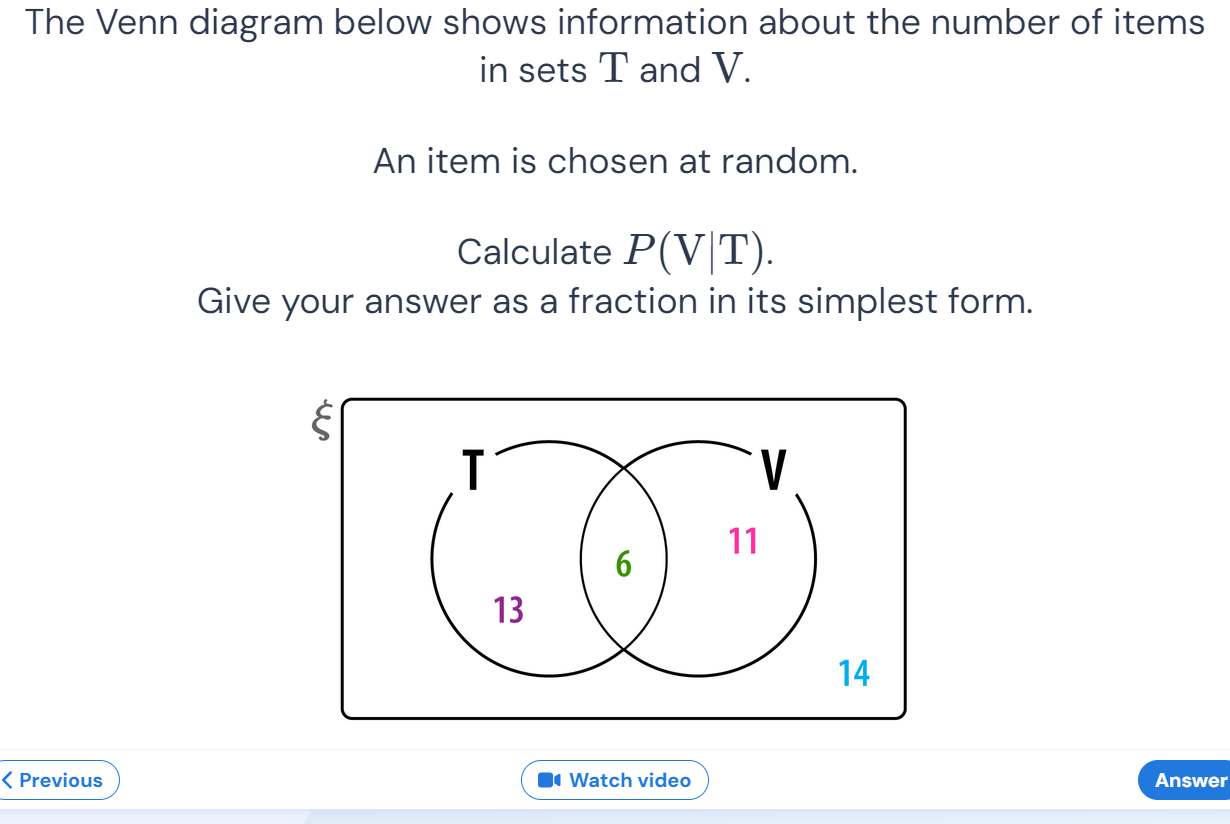 The Venn diagram below shows information about the number of items
in sets T and V.
An item is chosen at random.
Calculate P(V|T).
Give your answer as a fraction in its simplest form.
ξ
T
V
11
6
13
14
Previous
Watch video
Answer